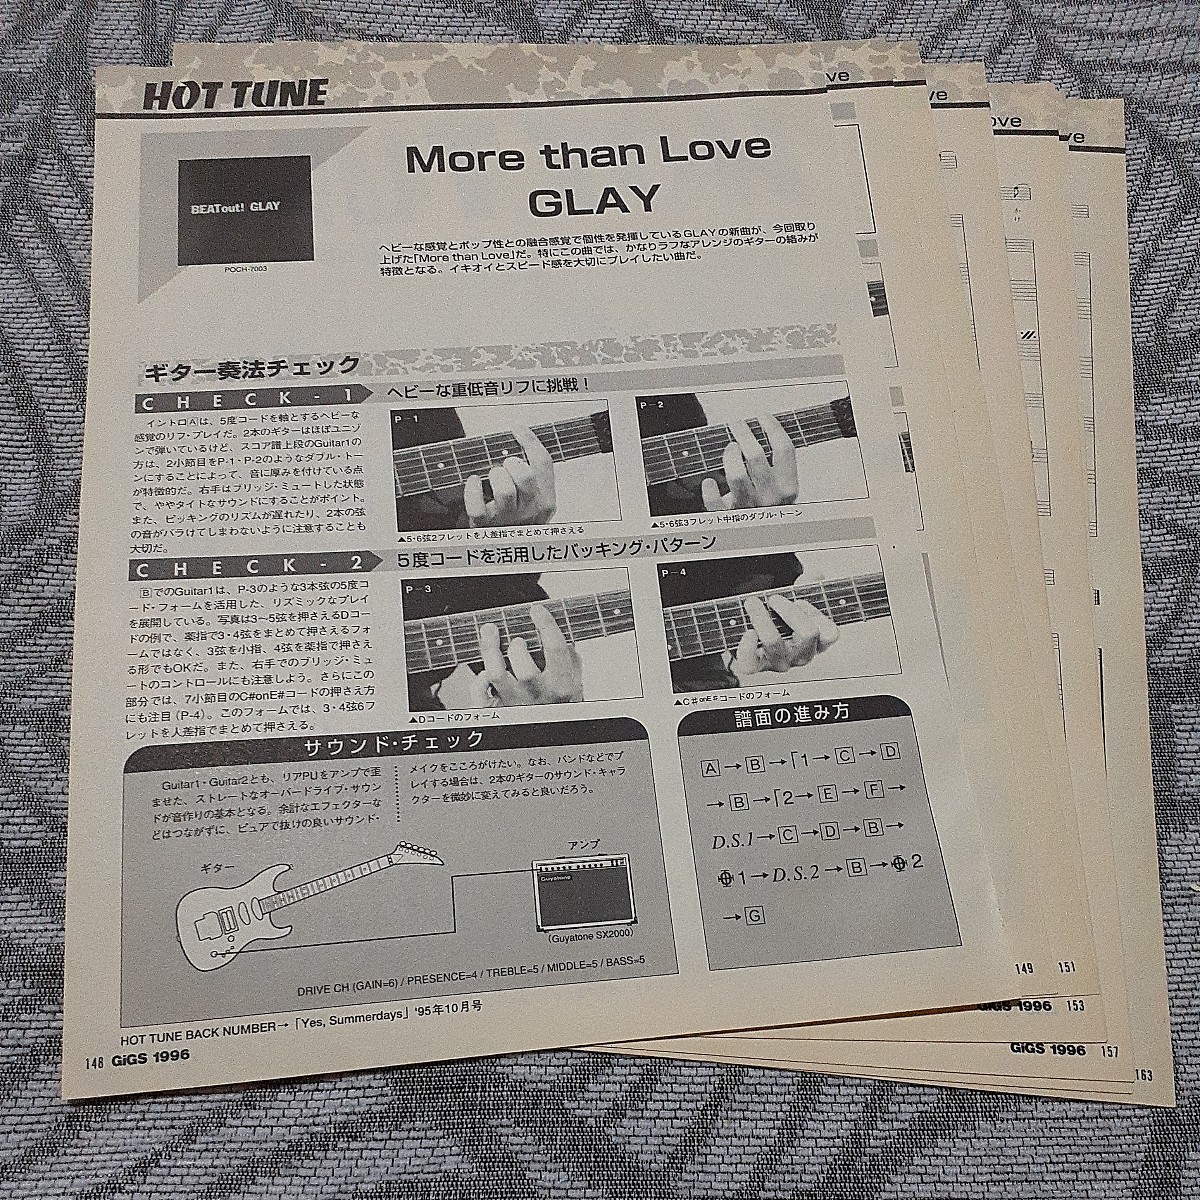 HOT TUNE
ve
ve
ove
ve
BEATout! GLAY
POCH-7003
More than Love
GLAY
ヘビーな感覚とポップ性との融合感覚で個性を発揮しているGLAYの新曲が、今回取り
上げた「More than Love」だ。特にこの曲では、かなりラフなアレンジのギターの絡みが
特徴となる。イキオイとスピード感を大切にプレイしたい曲だ。
ギター奏法チェック
CHECK-1
ヘビーな重低音リフに挑戦!
イントロAは、5度コードを軸とするヘビーな
感覚のリフ・プレイだ。2本のギターはほぼユニゾ
ンで弾いているけど、スコア譜上段のGuitar1の
方は、2小節目をP-1・P-2のようなダブル・トー
ンにすることによって、音に厚みを付けている点
が特徴的だ。右手はブリッジ・ミュートした状態
で、ややタイトなサウンドにすることがポイント。
また、ピッキングのリズムが遅れたり、2本の弦
の音がバラけてしまわないように注意することも
大切だ。
P-1
▲5・6弦2フレットを人差指でまとめて押さえる
P-2
▲5・6弦3フレット中指のダブル・トーン
CHECK-2
5度コードを活用したバッキング・パターン
BでのGuitar1は、P-3のような3本弦の5度コ
ード・フォームを活用した、リズミックなプレイ
を展開している。写真は3〜5弦を押さえるDコー
ドの例で、薬指で3・4弦をまとめて押さえるフォ
ームではなく、3弦を小指、4弦を薬指で押さえ
る形でもOKだ。また、右手でのブリッジ・ミュ
ートのコントロールにも注意しよう。さらにこの
部分では、7小節目のC#onE#コードの押さえ方
にも注目(P-4)。このフォームでは、3・4弦6フ
レットを人差指でまとめて押さえる。
P-3
▲Dコードのフォーム
P-4
▲C#onE#コードのフォーム
サウンド・チェック
Guitar1・Guitar2とも、リアPUをアンプで歪
ませた、ストレートなオーバードライブ・サウン
ドが音作りの基本となる。余計なエフェクターな
どはつながずに、ピュアで抜けの良いサウンド・
メイクをこころがけたい。なお、バンドなどでプ
レイする場合は、2本のギターのサウンド・キャラ
クターを微妙に変えてみると良いだろう。
ギター
アンプ
Guyatone
(Guyatone SX2000)
DRIVE CH (GAIN=6) / PRESENCE=4 / TREBLE=5 / MIDDLE=5 / BASS=5
譜面の進み方
A→B→「1→C→D
→B→「2→E→F→
D.S.1→C→D→B→
𝄌1→D.S.2→B→𝄌2
→G
HOT TUNE BACK NUMBER→「Yes, Summerdays」'95年10月号
148 GiGS 1996
149
151
GiGS 1996 153
GiGS 1996 157
163